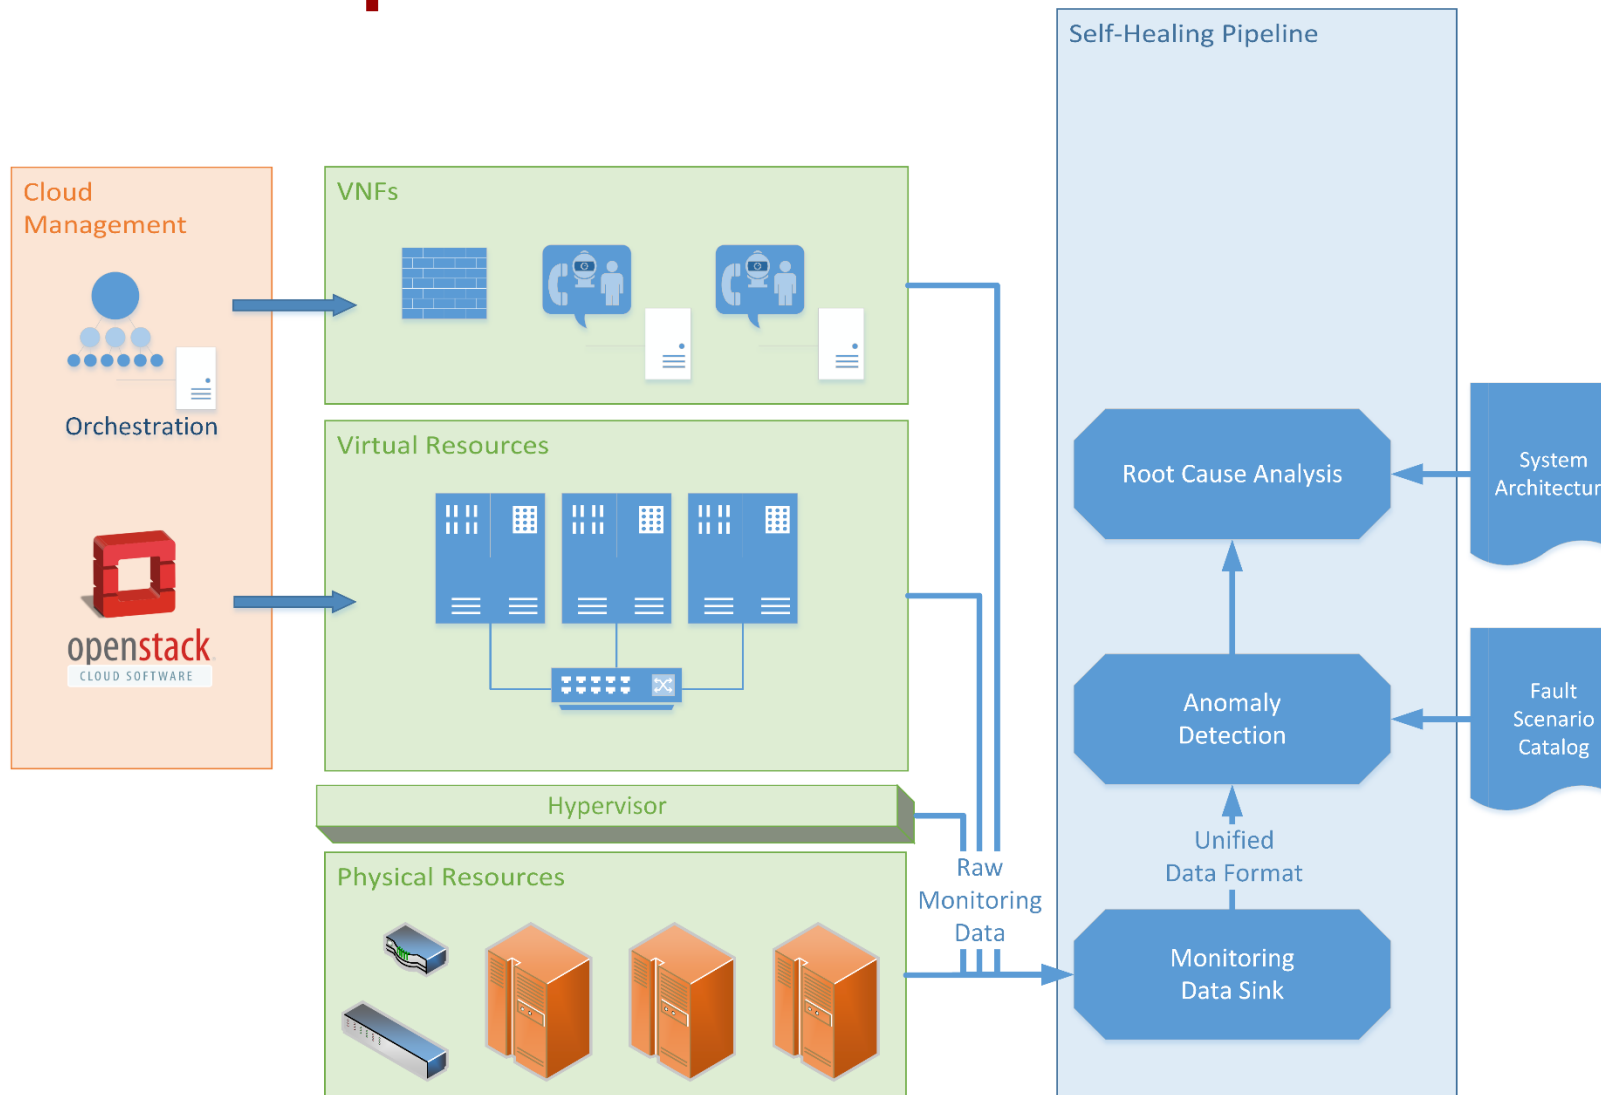 Self-Healing Pipeline
Cloud
Management
VNFs
Orchestration
Virtual Resources
openstack
CLOUD SOFTWARE
Root Cause Analysis
System
Architectur
Anomaly
Detection
Fault
Scenario
Catalog
Hypervisor
Unified
Data Format
Raw
Monitoring
Data
Physical Resources
Monitoring
Data Sink